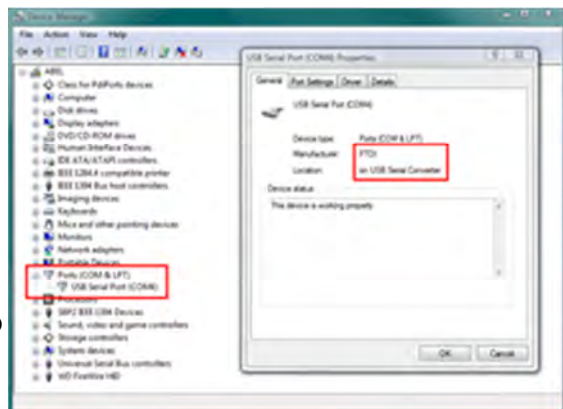 Device Manager
File Action View Help
ABEL
Class for PdiPorts devices
Computer
Disk drives
Display adapters
DVD/CD-ROM drives
Human Interface Devices
IDE ATA/ATAPI controllers
IEEE 1284.4 compatible printer
IEEE 1394 Bus host controllers
Imaging devices
Keyboards
Mice and other pointing devices
Monitors
Network adapters
Portable Devices
Ports (COM & LPT)
USB Serial Port (COM4)
Processors
SBP2 IEEE 1394 Devices
Sound, video and game controllers
Storage controllers
System devices
Universal Serial Bus controllers
WD FireWire HID
USB Serial Port (COM4) Properties
General Port Settings Driver Details
USB Serial Port (COM4)
Device type: Ports (COM & LPT)
Manufacturer: FTDI
Location: on USB Serial Converter
Device status
This device is working properly.
OK Cancel